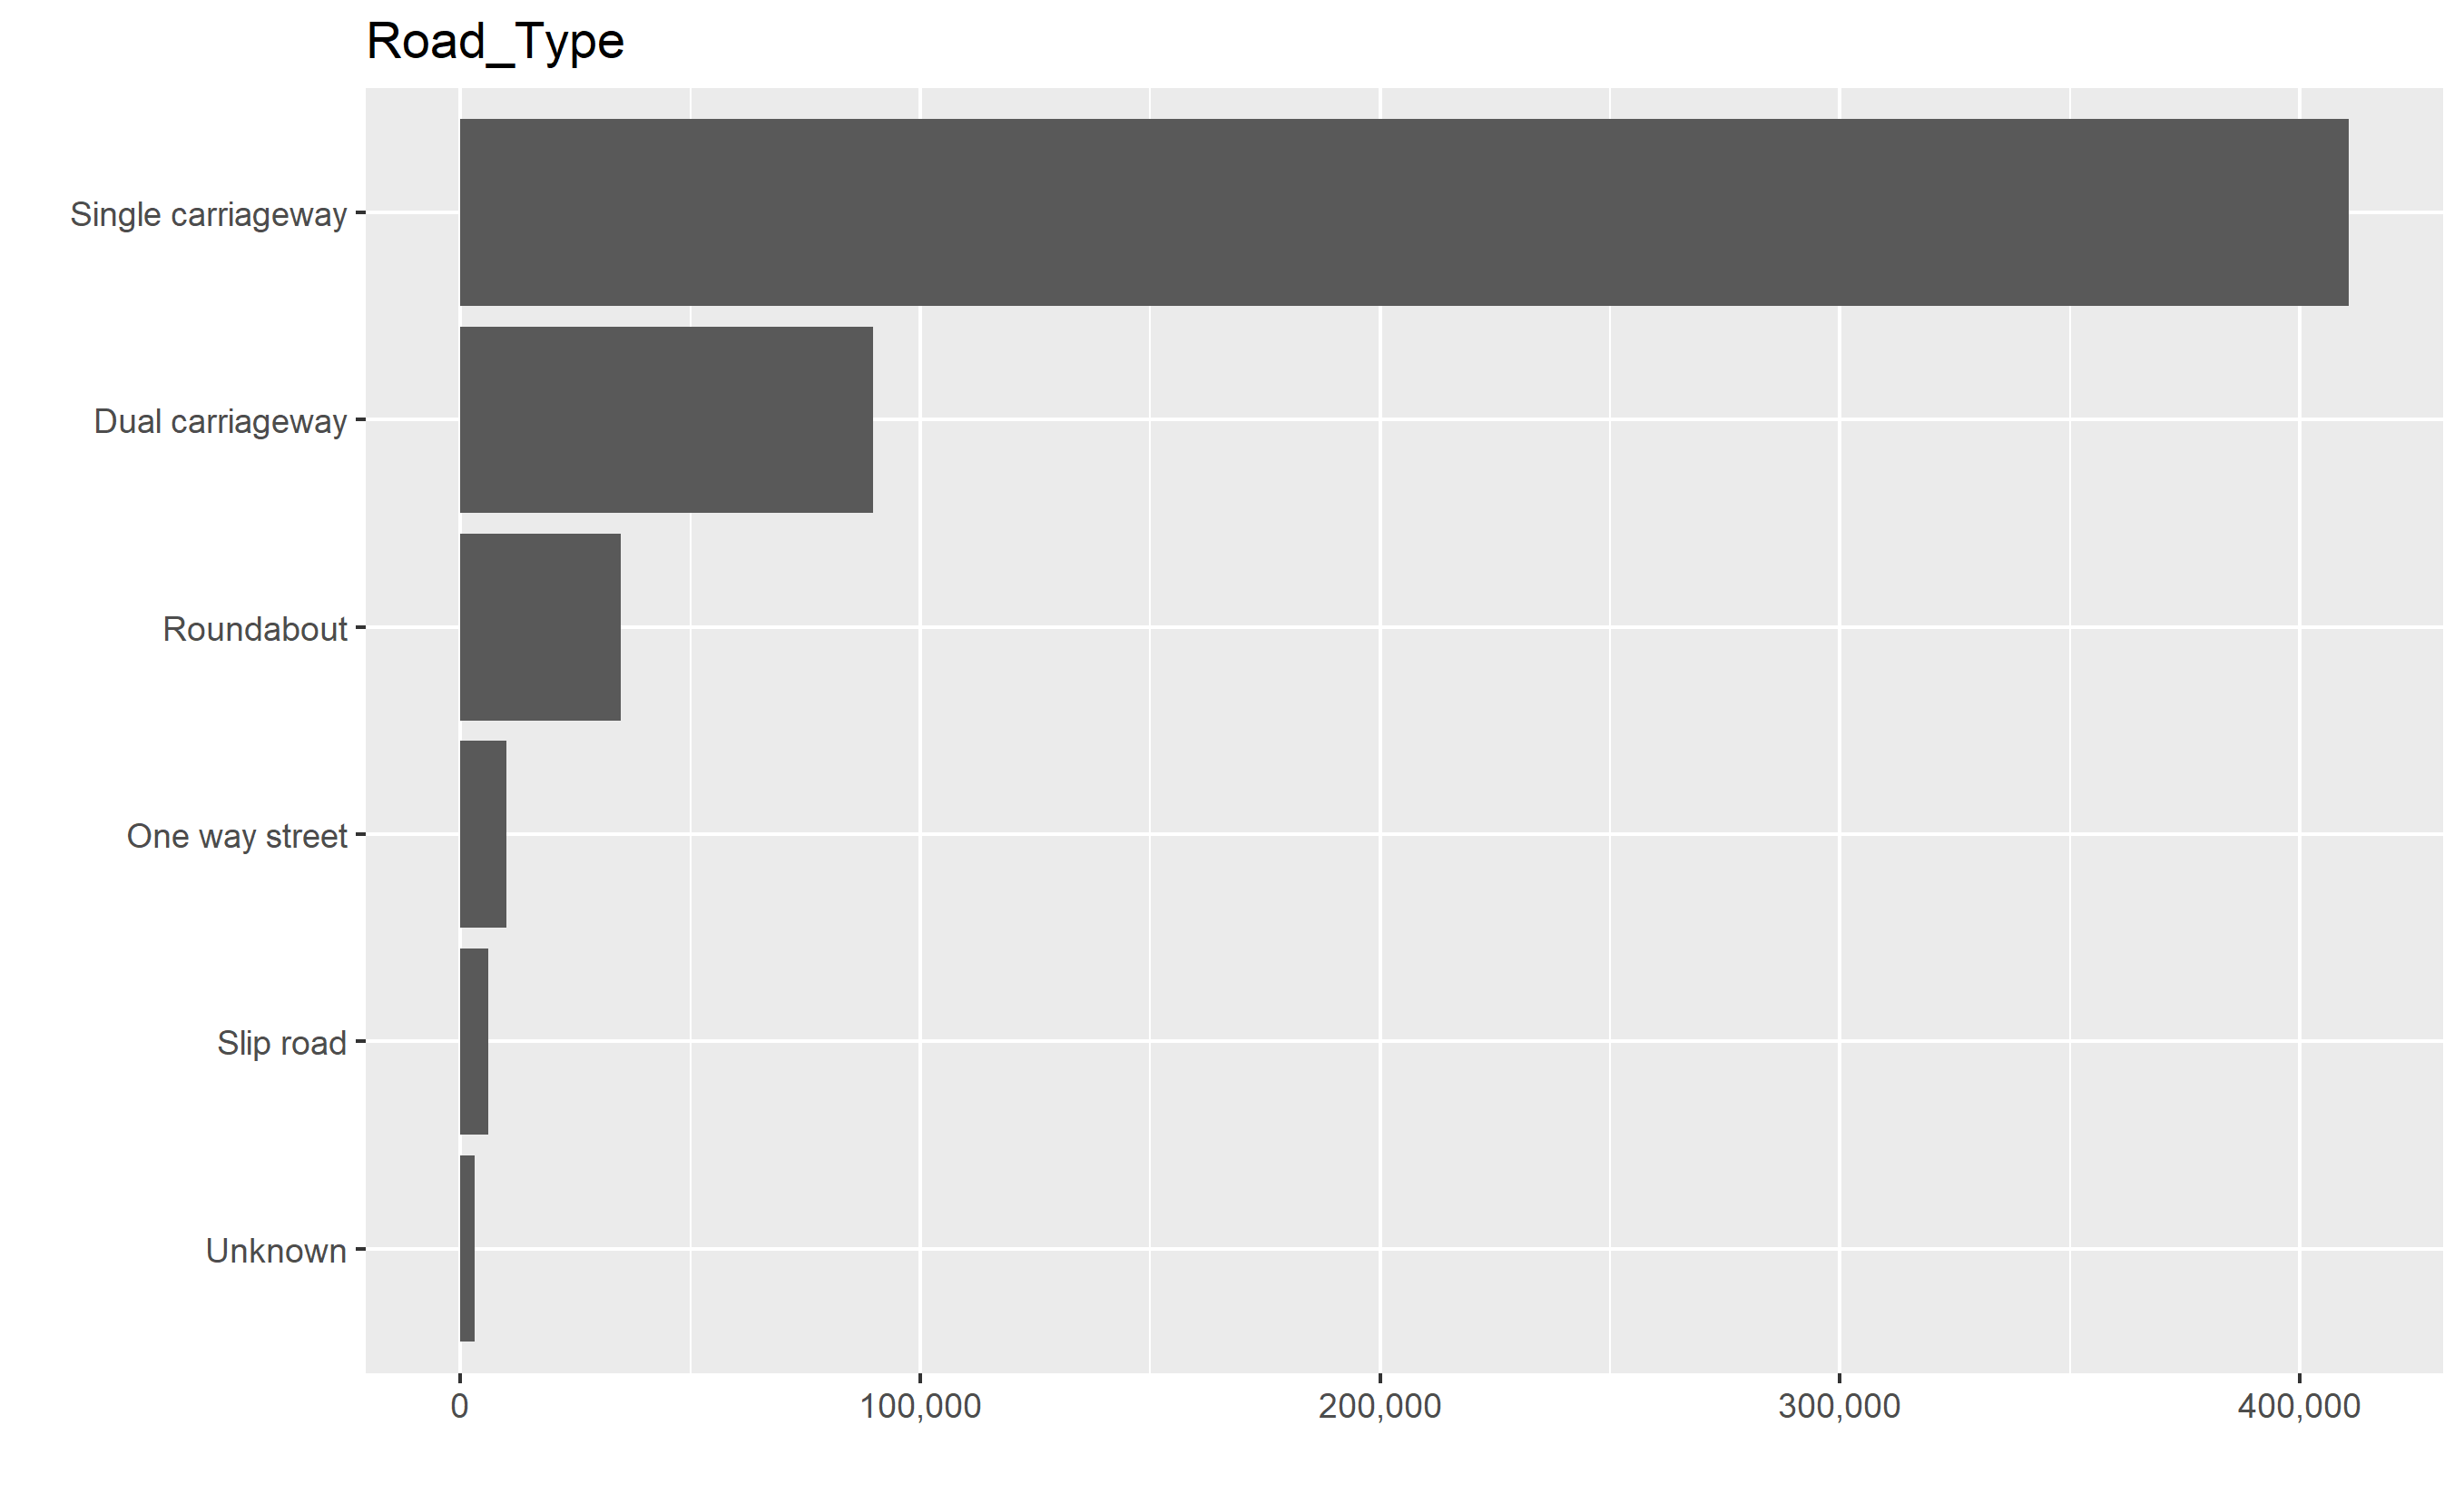 Road_Type
Single carriageway
Dual carriageway
Roundabout
One way street
Slip road
Unknown
0 100,000 200,000 300,000 400,000